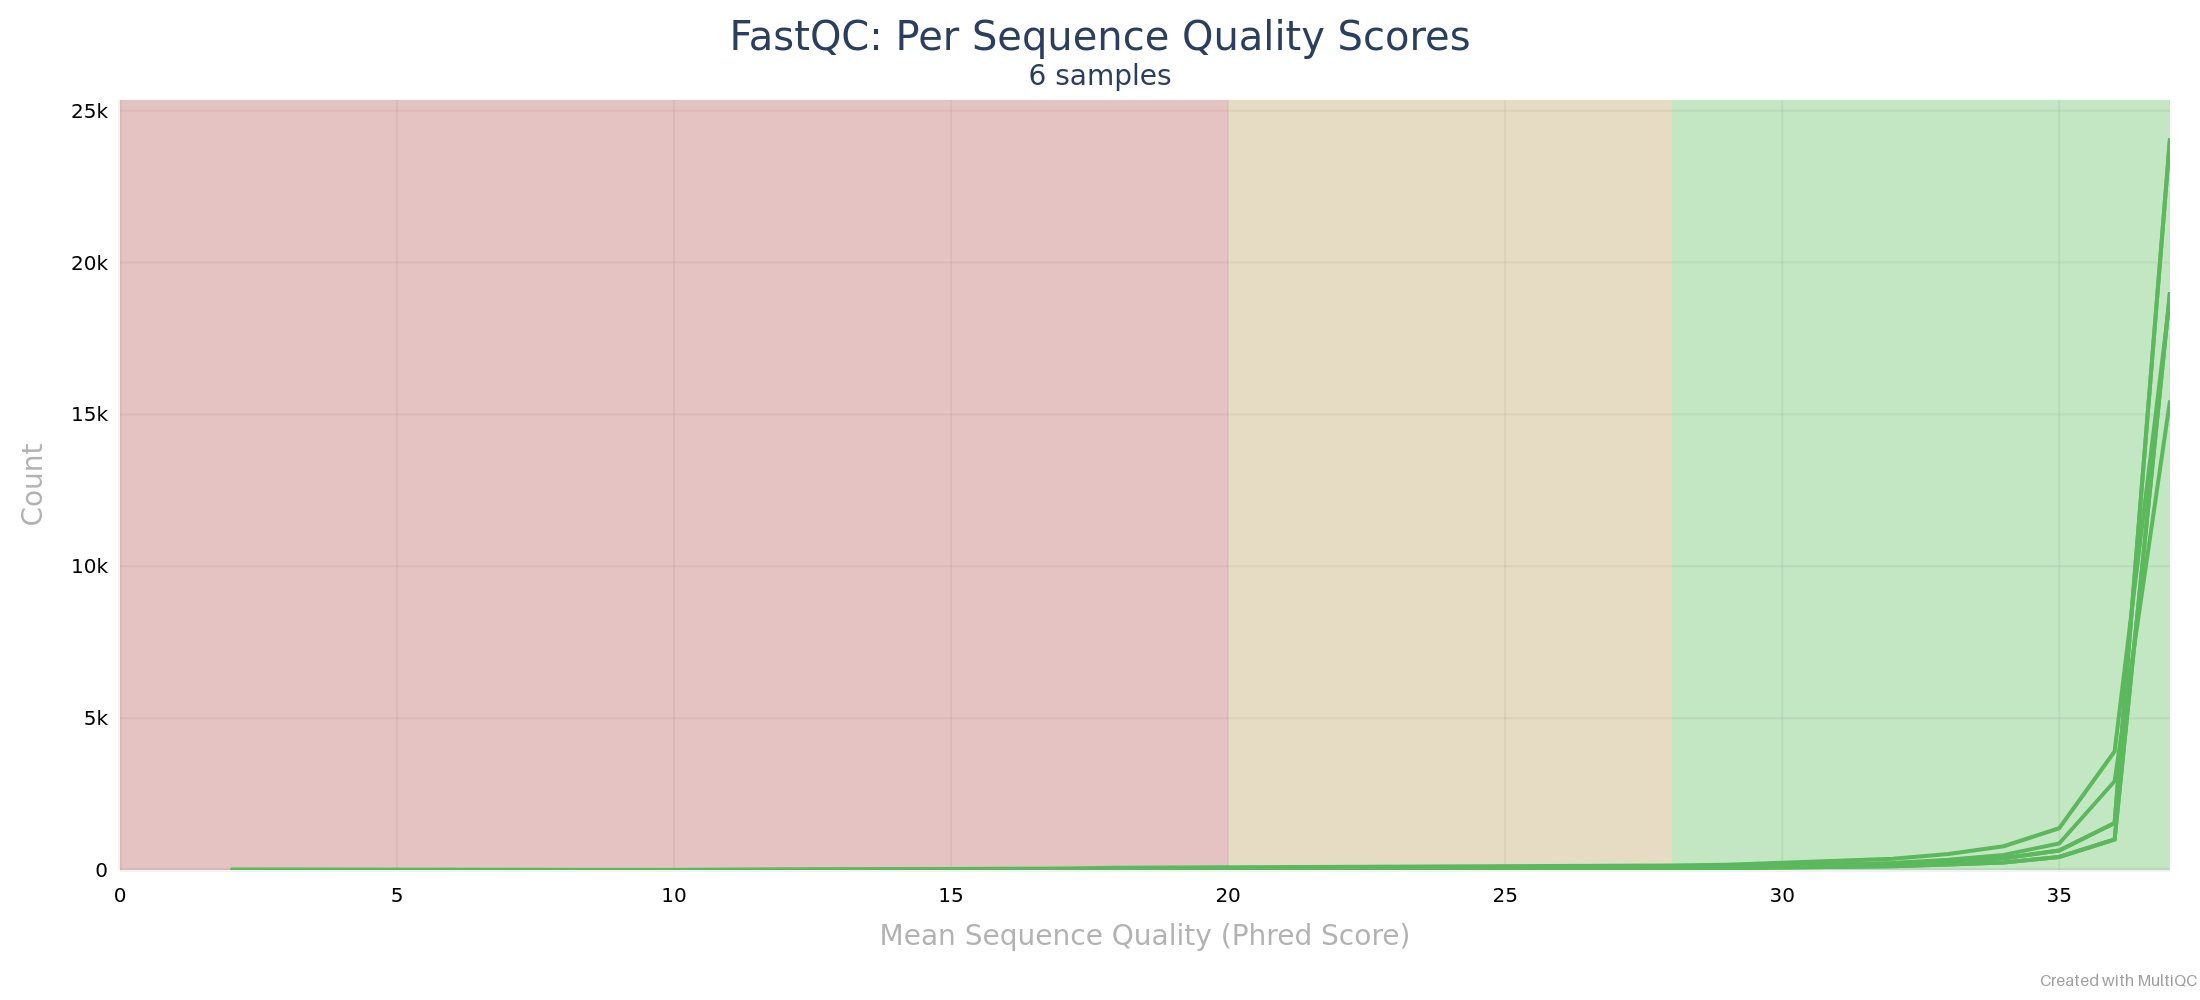 FastQC: Per Sequence Quality Scores
6 samples
25k
20k
15k
10k
5k
0
Count
0 5 10 15 20 25 30 35
Mean Sequence Quality (Phred Score)
Created with MultiQC